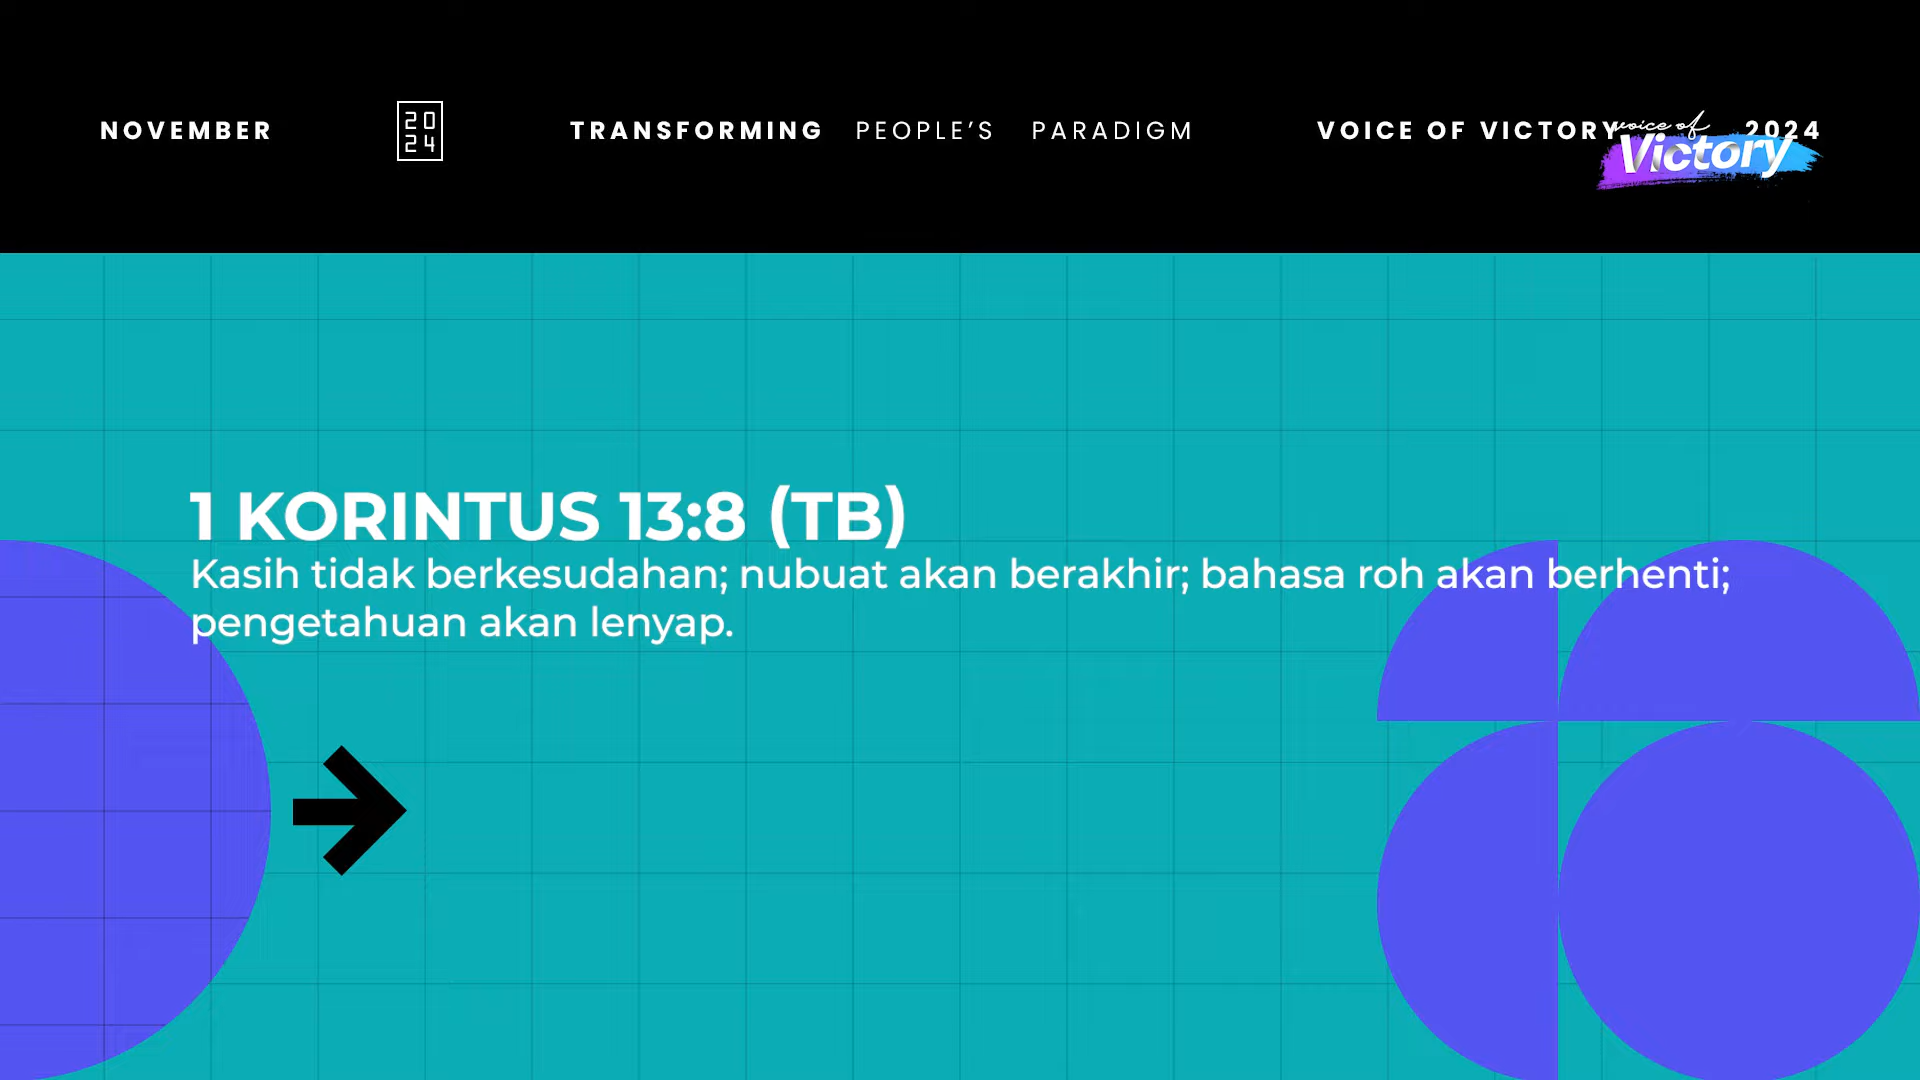 NOVEMBER
20
24
TRANSFORMING PEOPLE’S PARADIGM
VOICE OF VICTORY 2024
voice of
Victory
1 KORINTUS 13:8 (TB)
Kasih tidak berkesudahan; nubuat akan berakhir; bahasa roh akan berhenti;
pengetahuan akan lenyap.